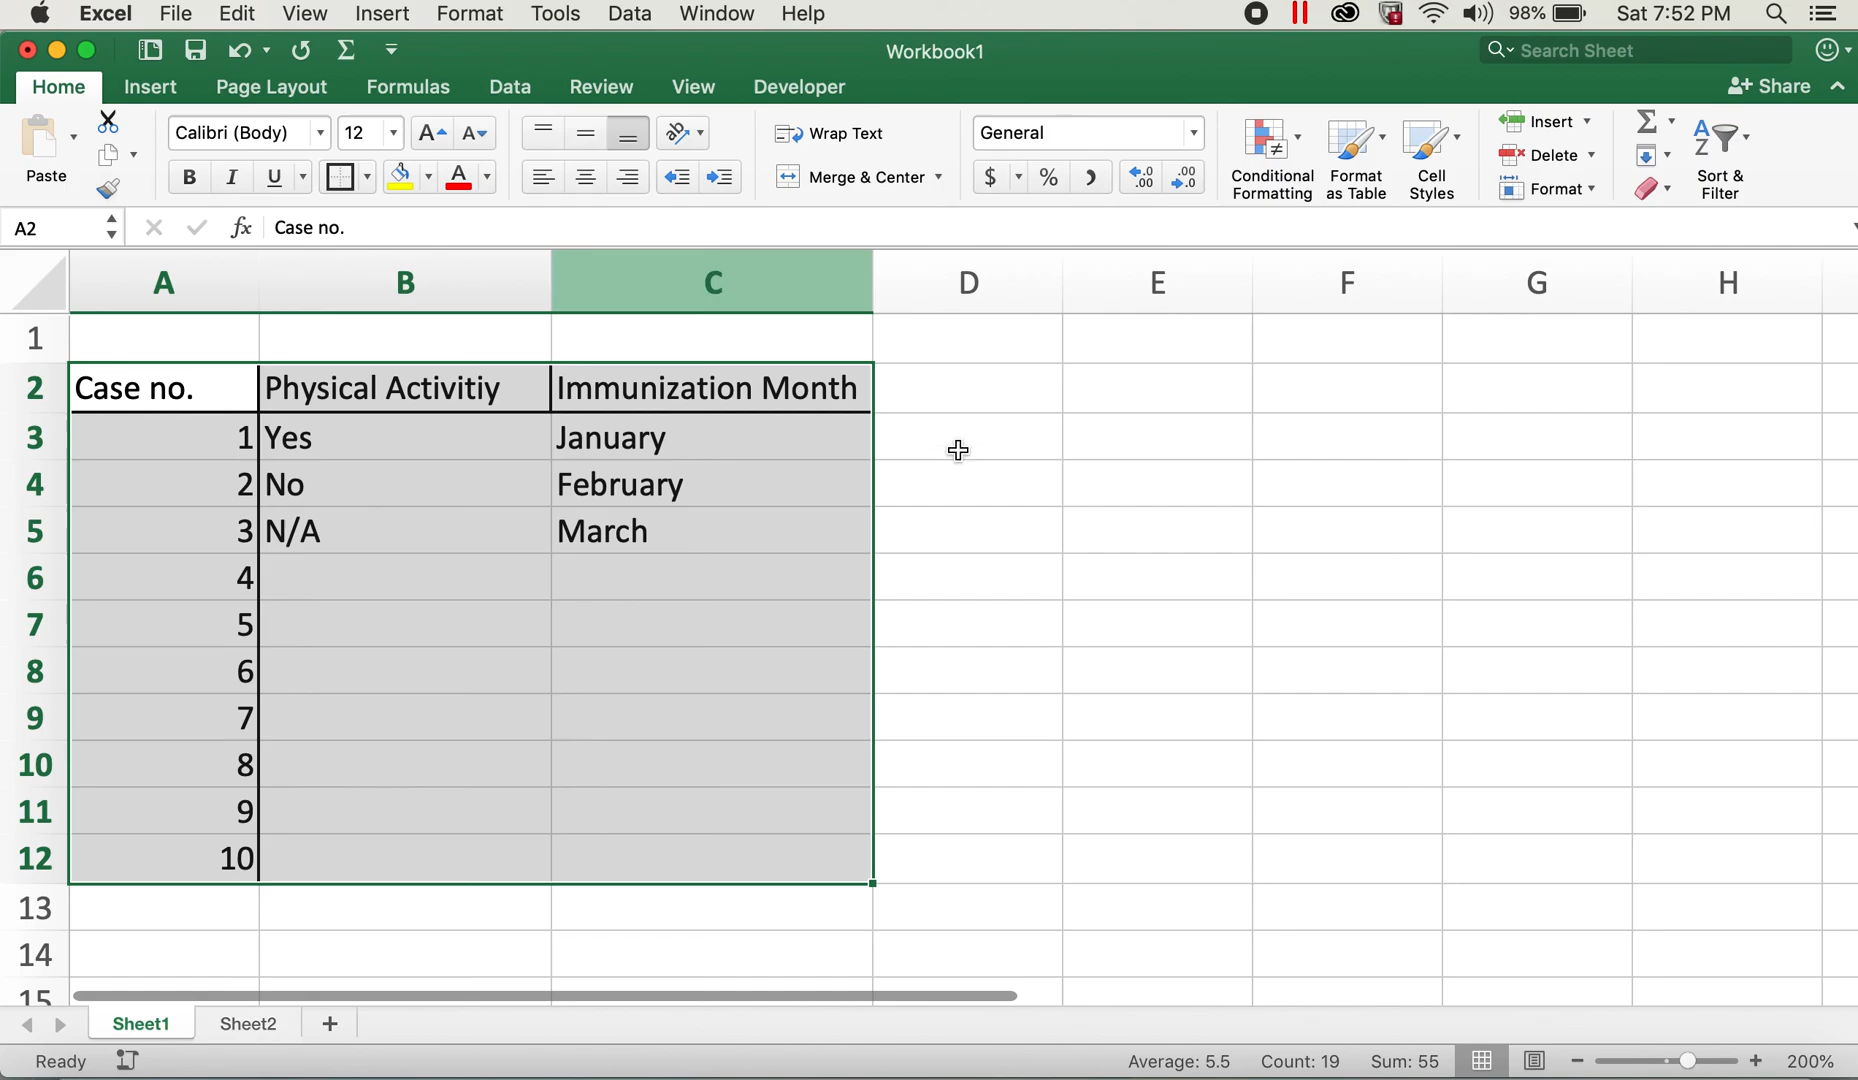 Excel File Edit View Insert Format Tools Data Window Help 98% Sat 7:52 PM
Workbook1 Search Sheet
Home Insert Page Layout Formulas Data Review View Developer Share
Paste
Calibri (Body) 12 A A Wrap Text General
B I U A Merge & Center $ % .0 .00 .00 .0
Conditional Formatting
Format as Table
Cell Styles
Insert
Delete
Format
Sort & Filter
A2 fx Case no.
A B C D E F G H
1
2 Case no. Physical Activitiy Immunization Month
3 1 Yes January
4 2 No February
5 3 N/A March
6 4
7 5
8 6
9 7
10 8
11 9
12 10
13
14
15
Sheet1 Sheet2 +
Ready Average: 5.5 Count: 19 Sum: 55 200%